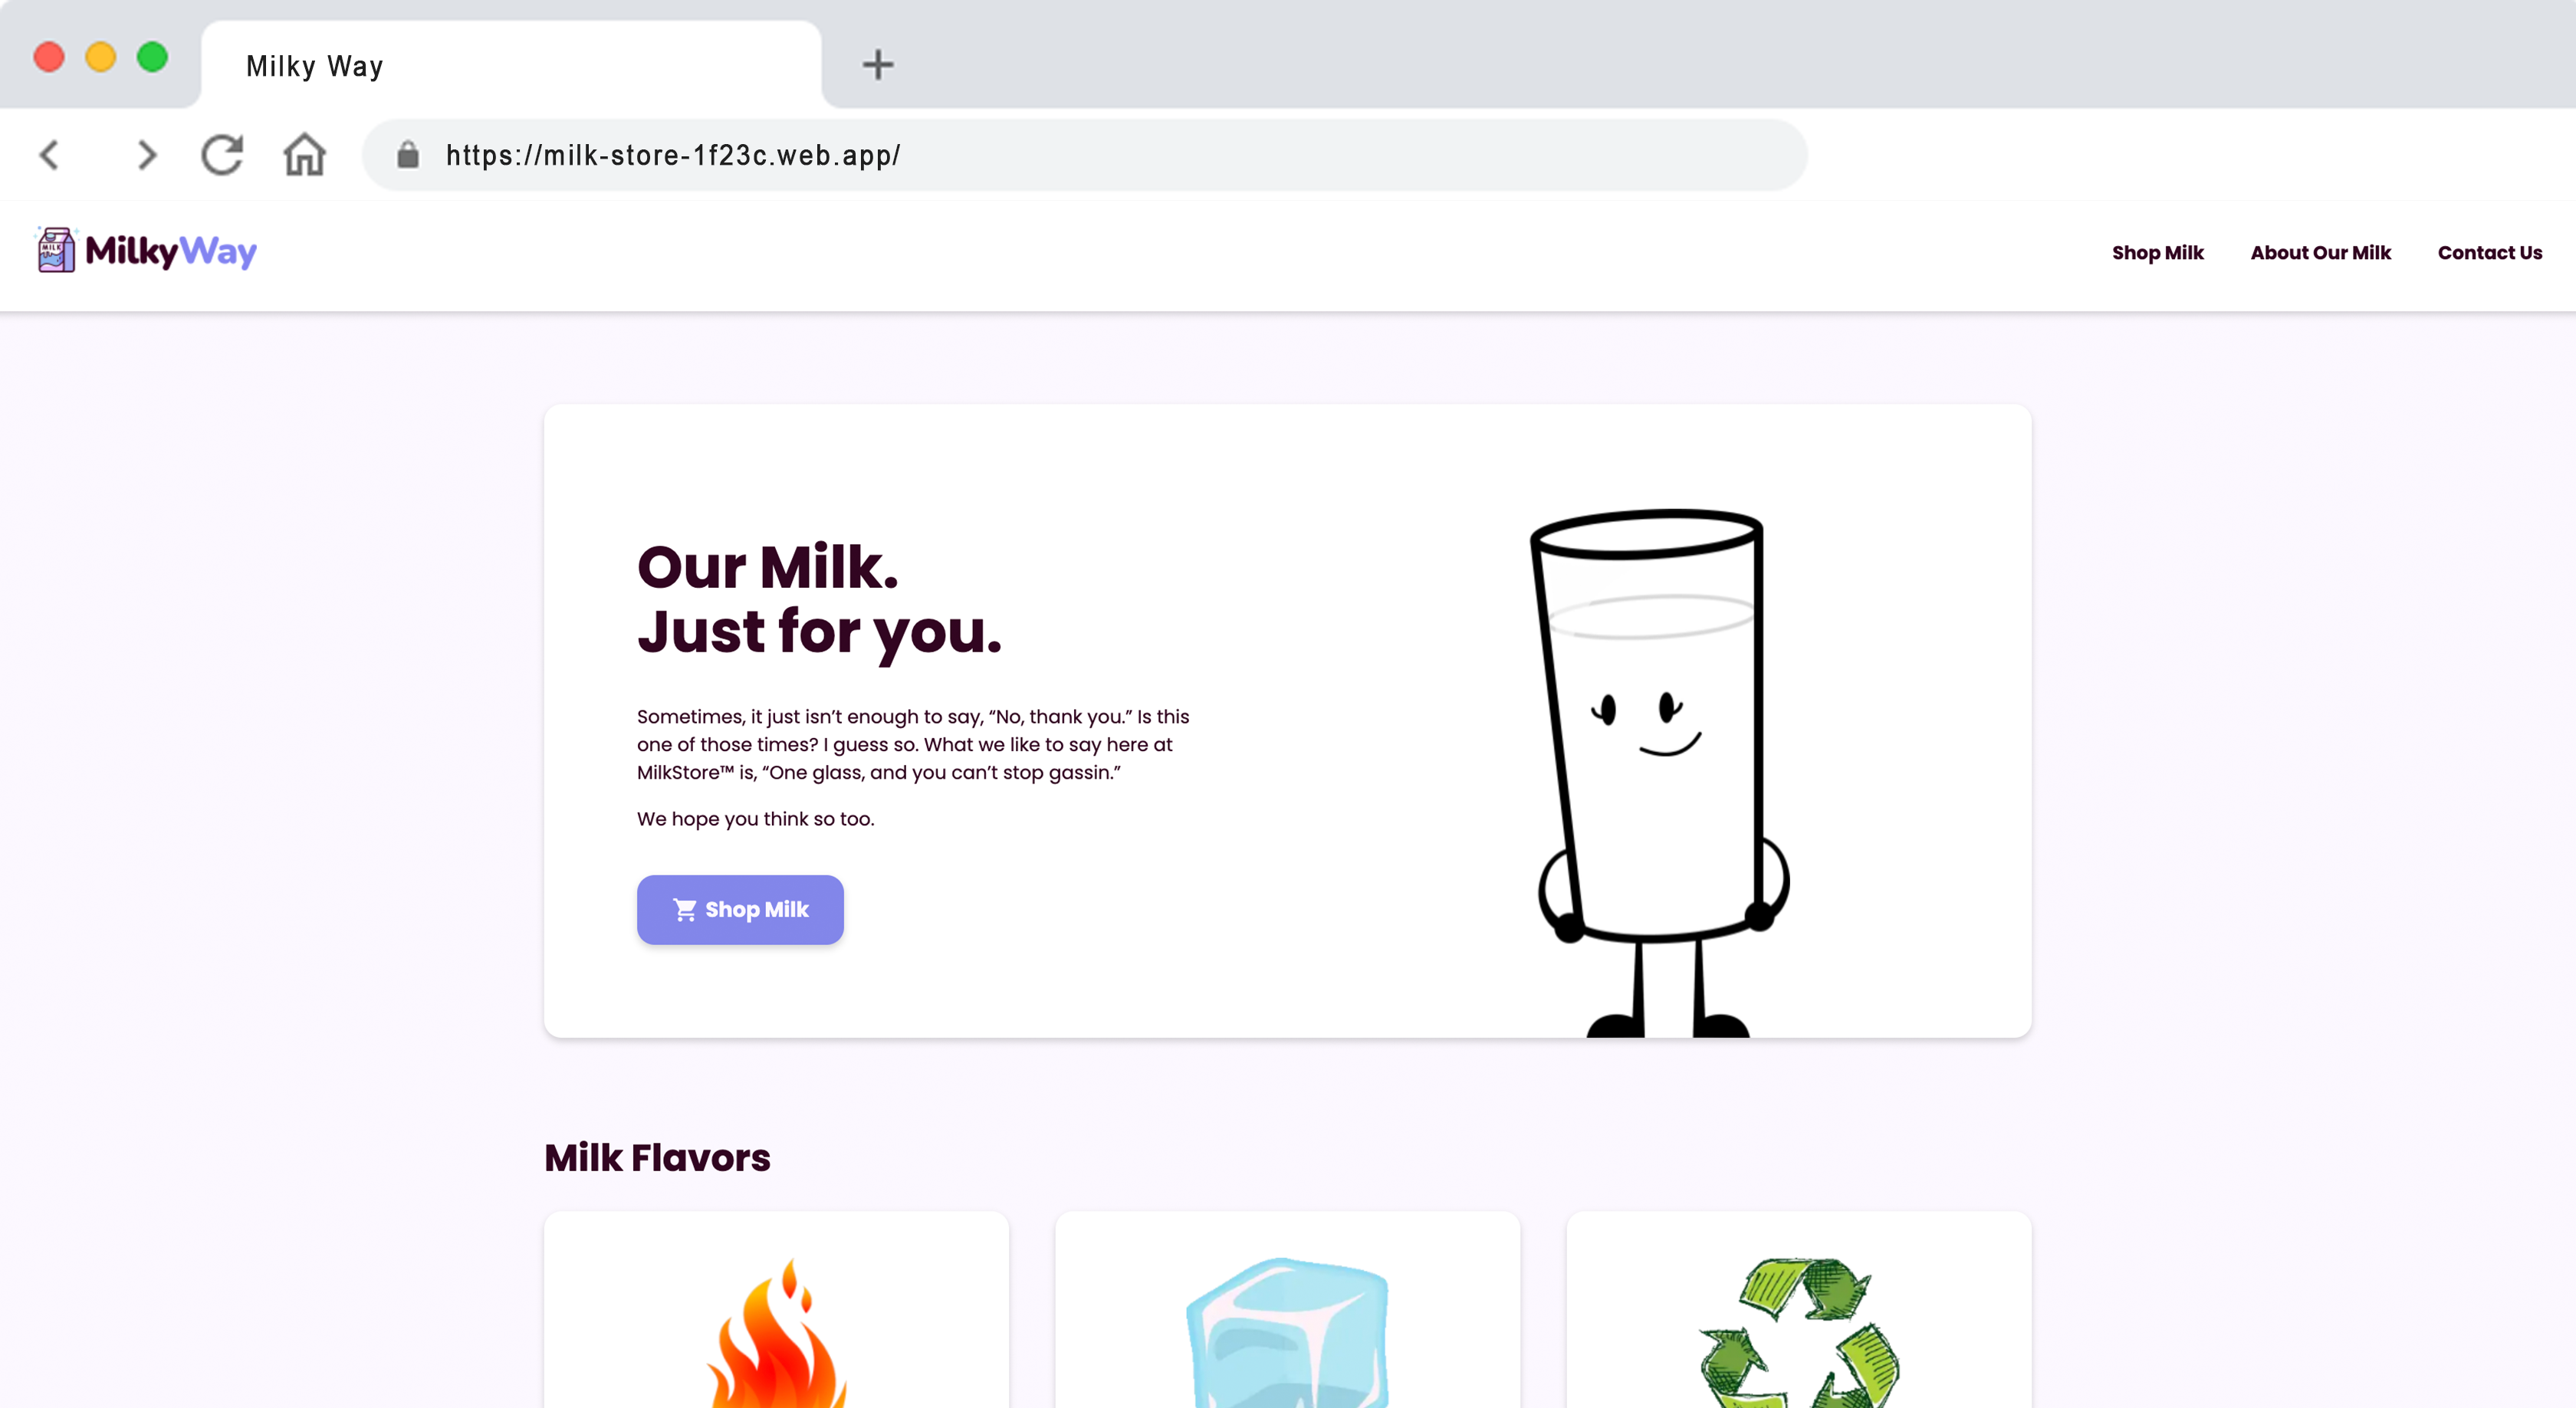 Milky Way
https://milk-store-1f23c.web.app/
MILK
MilkyWay
Shop Milk
About Our Milk
Contact Us
Our Milk.
Just for you.
Sometimes, it just isn’t enough to say, “No, thank you.” Is this
one of those times? I guess so. What we like to say here at
MilkStore™ is, “One glass, and you can’t stop gassin.”
We hope you think so too.
Shop Milk
Milk Flavors